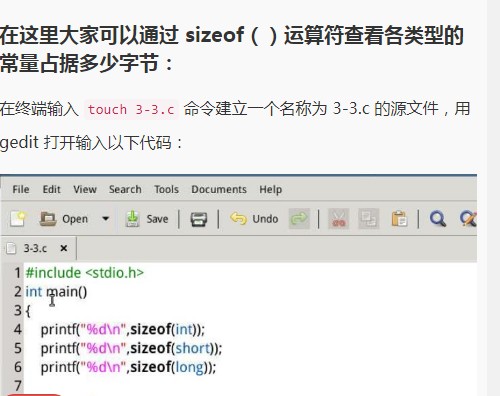 在这里大家可以通过 sizeof（）运算符查看各类型的
常量占据多少字节：
在终端输入 touch 3-3.c 命令建立一个名称为 3-3.c 的源文件，用
gedit 打开输入以下代码：
File Edit View Search Tools Documents Help
Open Save Undo
3-3.c ×
1 #include <stdio.h>
2 int main()
3 {
4 printf("%d\n",sizeof(int));
5 printf("%d\n",sizeof(short));
6 printf("%d\n",sizeof(long));
7